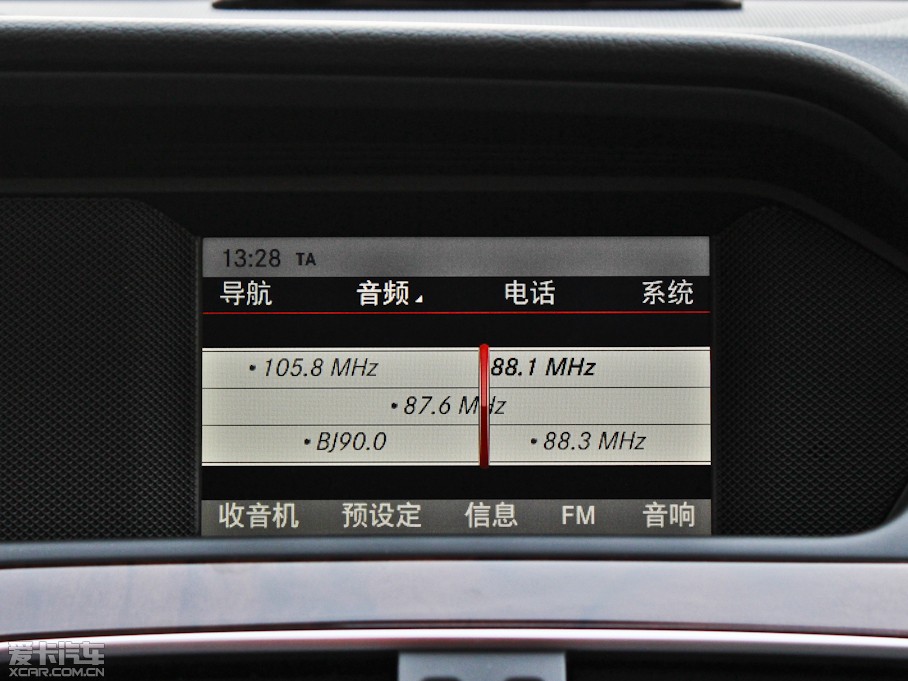 13:28 TA
导航 音频 电话 系统
•105.8 MHz 88.1 MHz
•87.6 MHz
•BJ90.0 •88.3 MHz
收音机 预设定 信息 FM 音响
爱卡汽车
XCAR.COM.CN